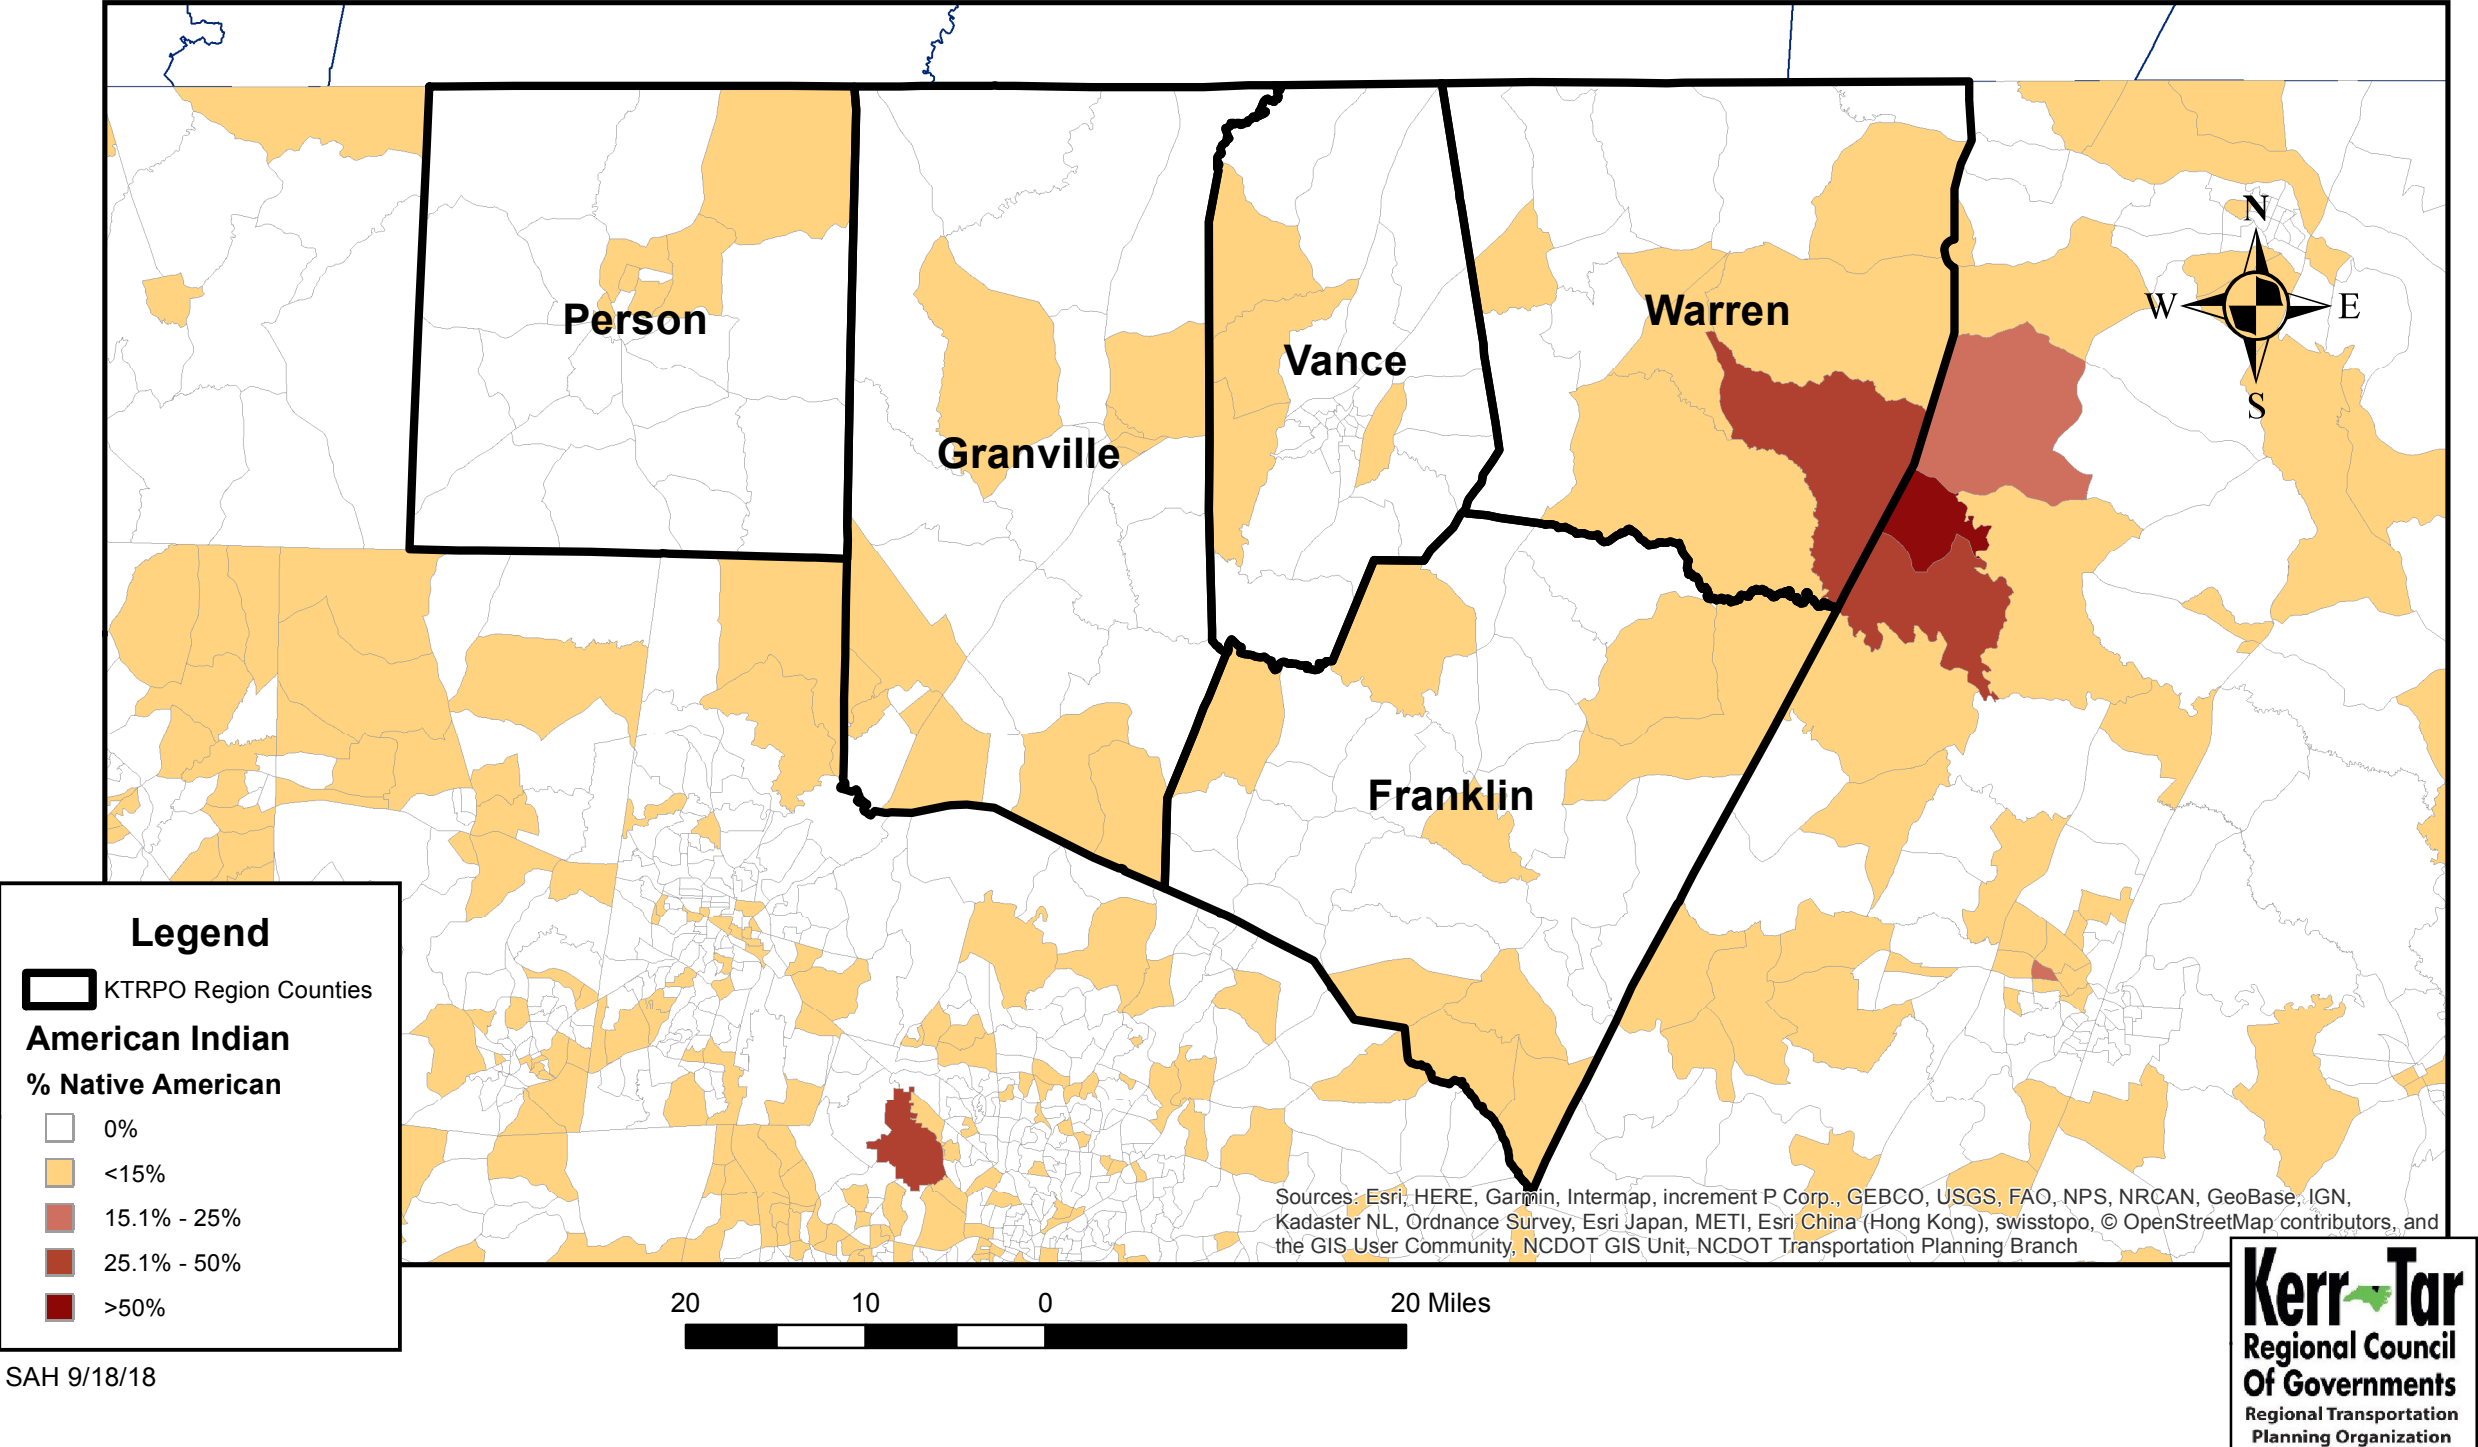 N
W
E
S
Person
Warren
Vance
Granville
Franklin
Legend
KTRPO Region Counties
American Indian
% Native American
0%
<15%
15.1% - 25%
25.1% - 50%
>50%
SAH 9/18/18
Sources: Esri, HERE, Garmin, Intermap, increment P Corp., GEBCO, USGS, FAO, NPS, NRCAN, GeoBase, IGN,
Kadaster NL, Ordnance Survey, Esri Japan, METI, Esri China (Hong Kong), swisstopo, © OpenStreetMap contributors, and
the GIS User Community, NCDOT GIS Unit, NCDOT Transportation Planning Branch
20 10 0 20 Miles
Kerr Tar
Regional Council
Of Governments
Regional Transportation
Planning Organization